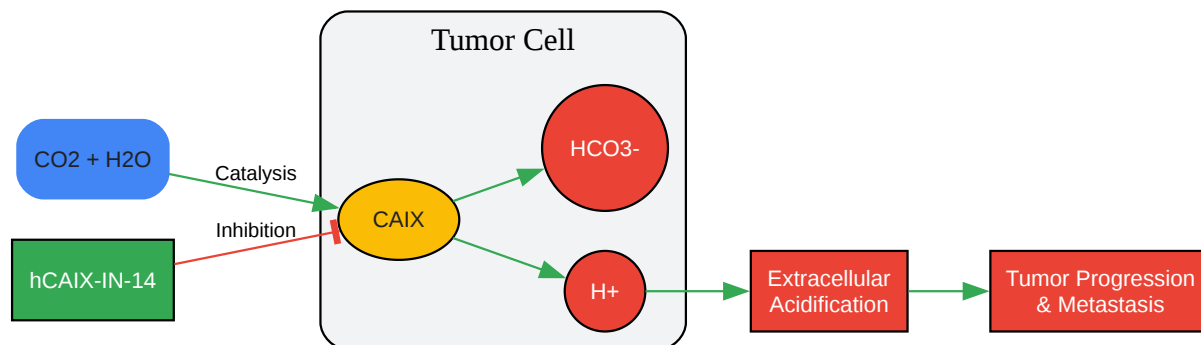 Tumor Cell
CO2 + H2O
Catalysis
HCO3-
CAIX
Inhibition
hCAIX-IN-14
H+
Extracellular
Acidification
Tumor Progression
& Metastasis